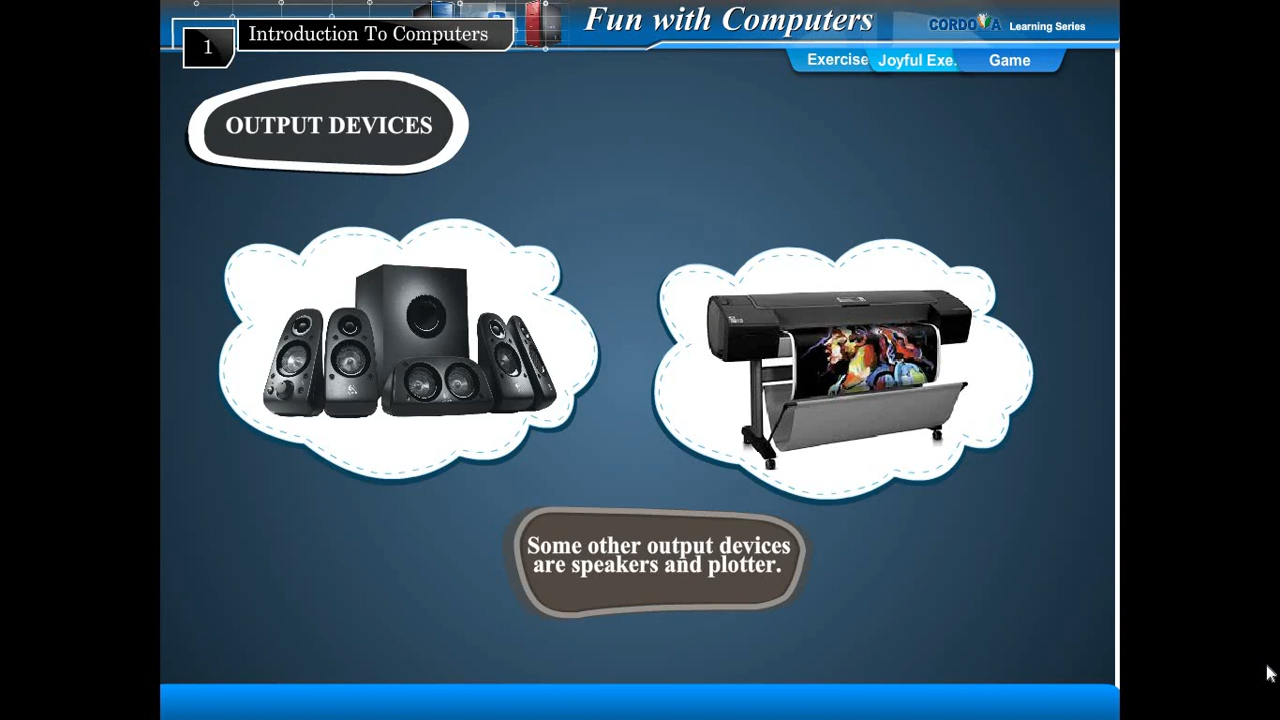 Fun with Computers
CORDOVA Learning Series
1
Introduction To Computers
Exercise
Joyful Exe.
Game
OUTPUT DEVICES
Some other output devices
are speakers and plotter.